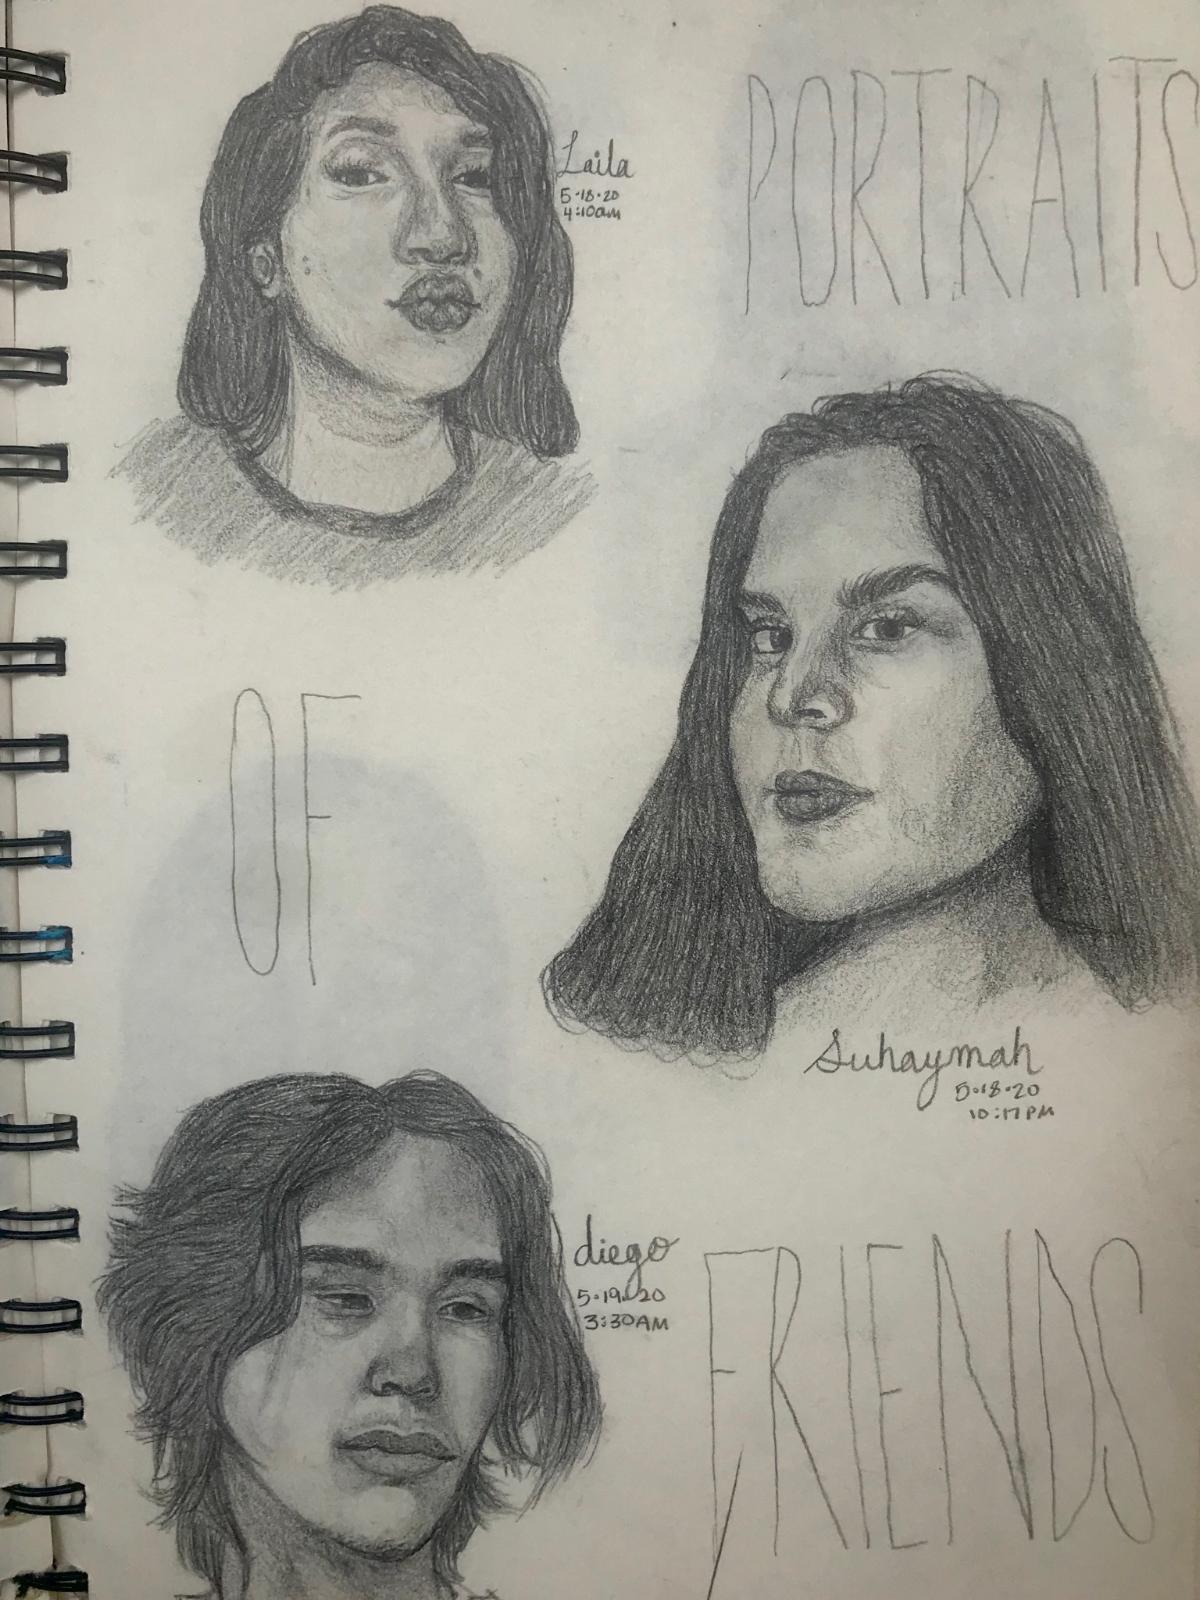 PORTRAITS
Laila
5·18·20
4:10am
OF
Suhaymah
5·18·20
10:17PM
diego
5·19·20
3:30AM
FRIENDS